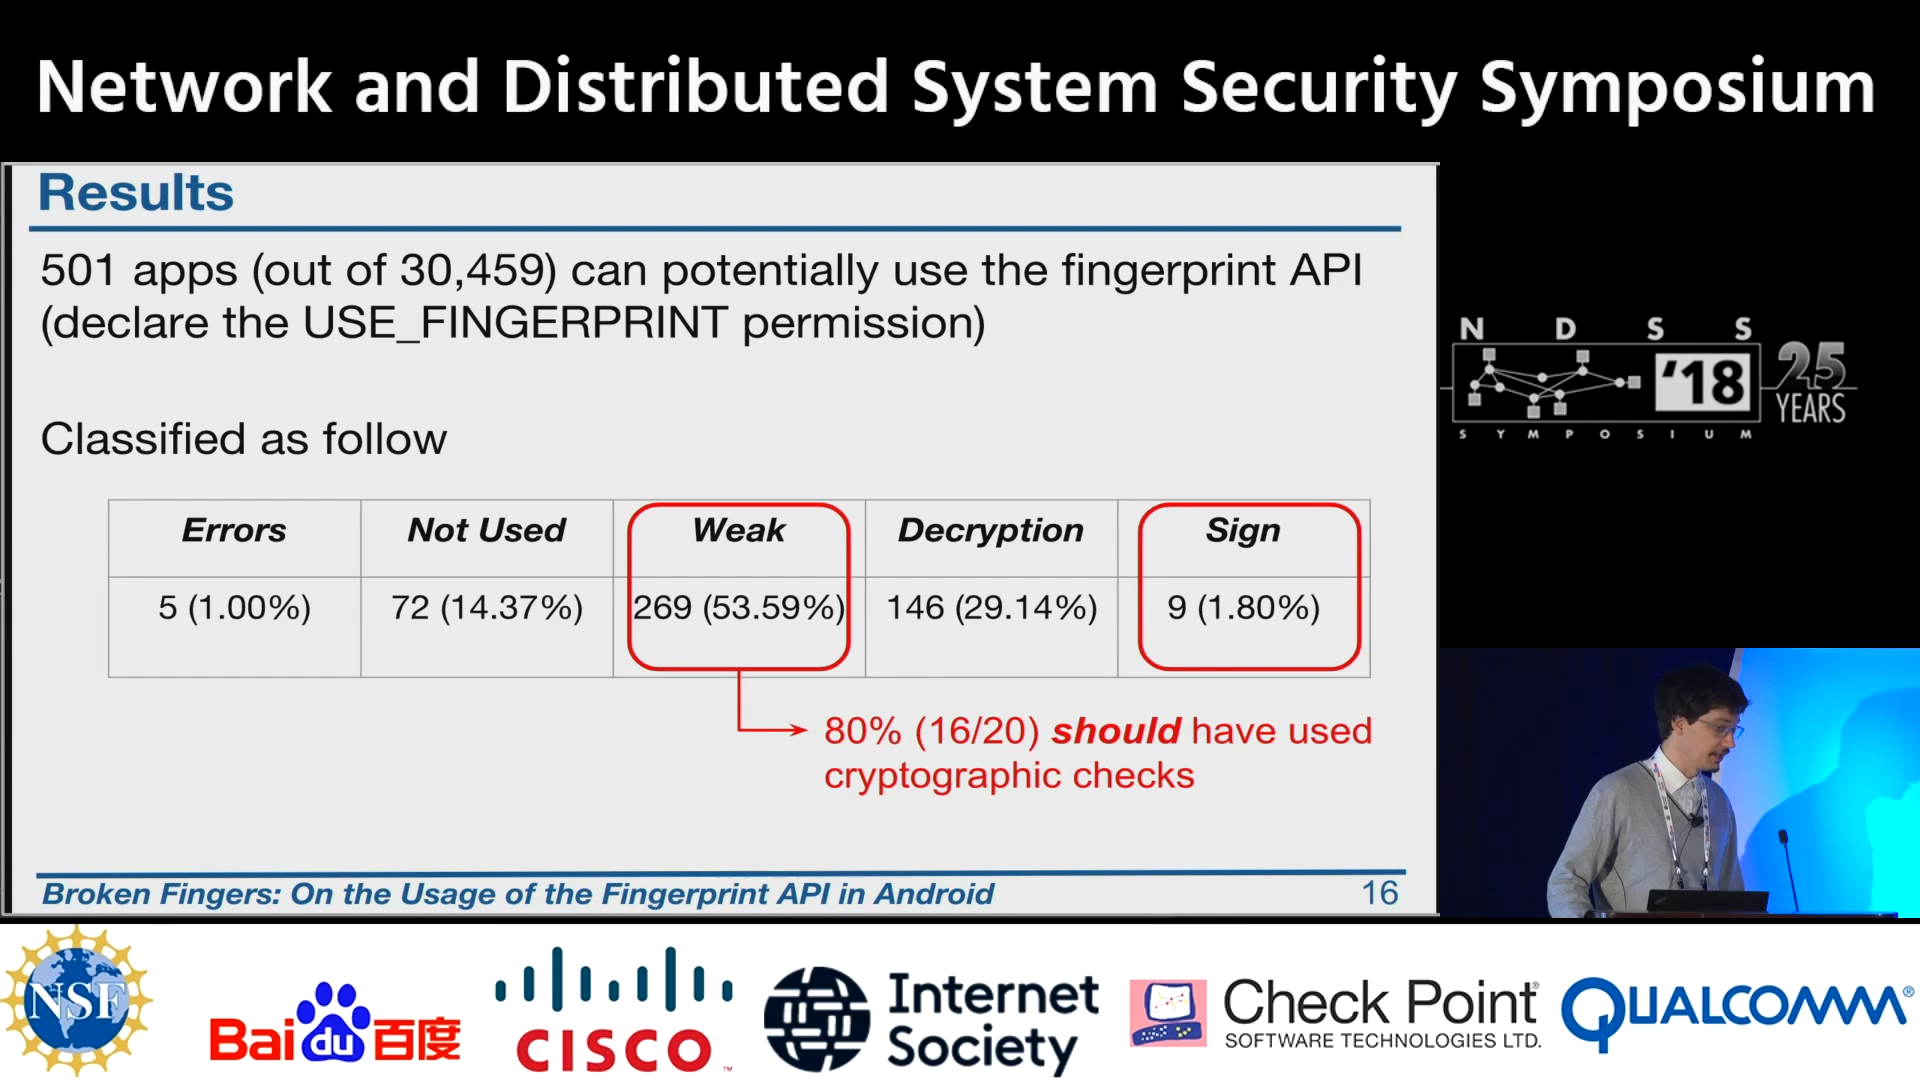 Network and Distributed System Security Symposium
Results
501 apps (out of 30,459) can potentially use the fingerprint API
(declare the USE_FINGERPRINT permission)
Classified as follow
Errors Not Used Weak Decryption Sign
5 (1.00%) 72 (14.37%) 269 (53.59%) 146 (29.14%) 9 (1.80%)
80% (16/20) should have used
cryptographic checks
Broken Fingers: On the Usage of the Fingerprint API in Android 16
N D S S
'18
25
YEARS
S Y M P O S I U M
NSF
Bai du 百度
CISCO ™
Internet
Society
Check Point
SOFTWARE TECHNOLOGIES LTD.
QUALCOMM®